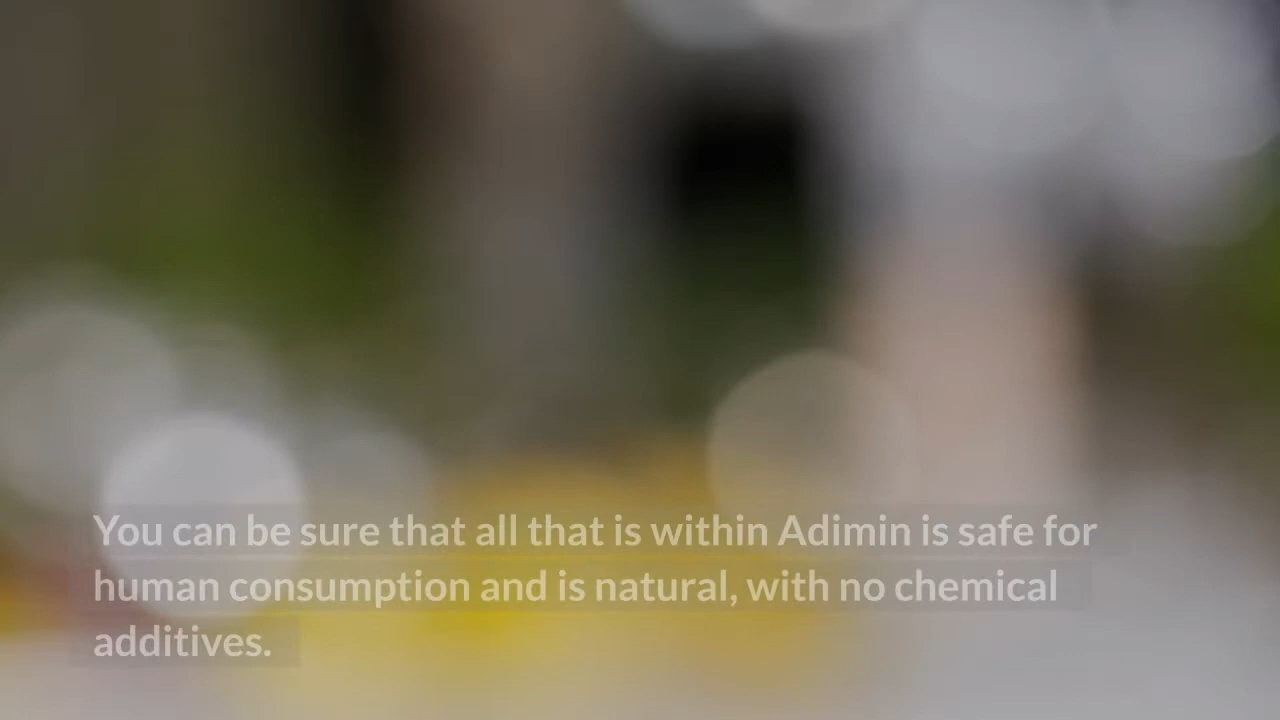 You can be sure that all that is within Adimin is safe for
human consumption and is natural, with no chemical
additives.